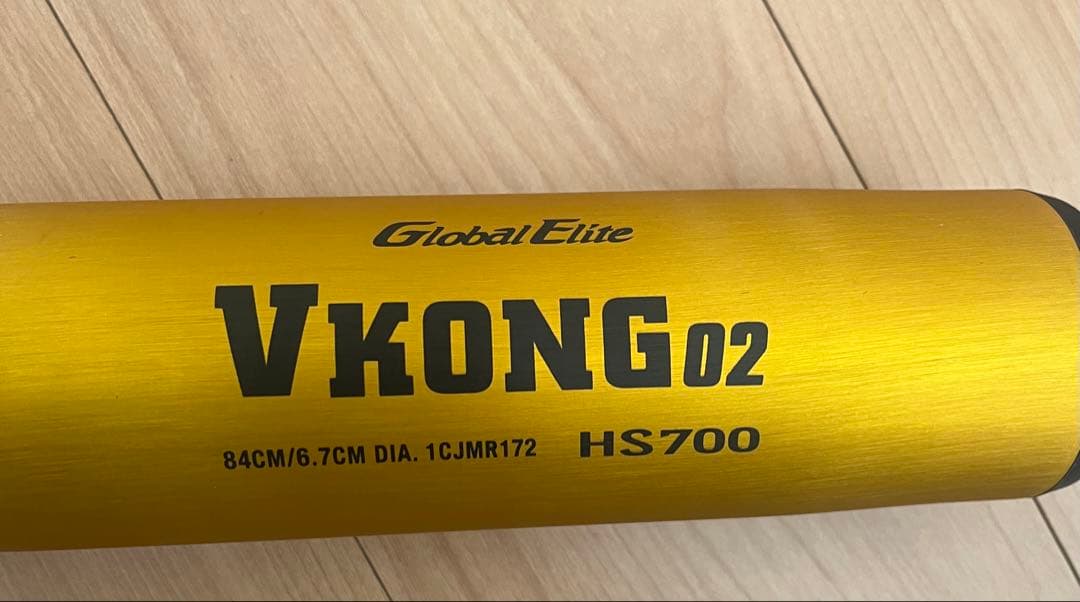 Global Elite
VKONG02
84CM/6.7CM DIA. 1CJMR172 HS700